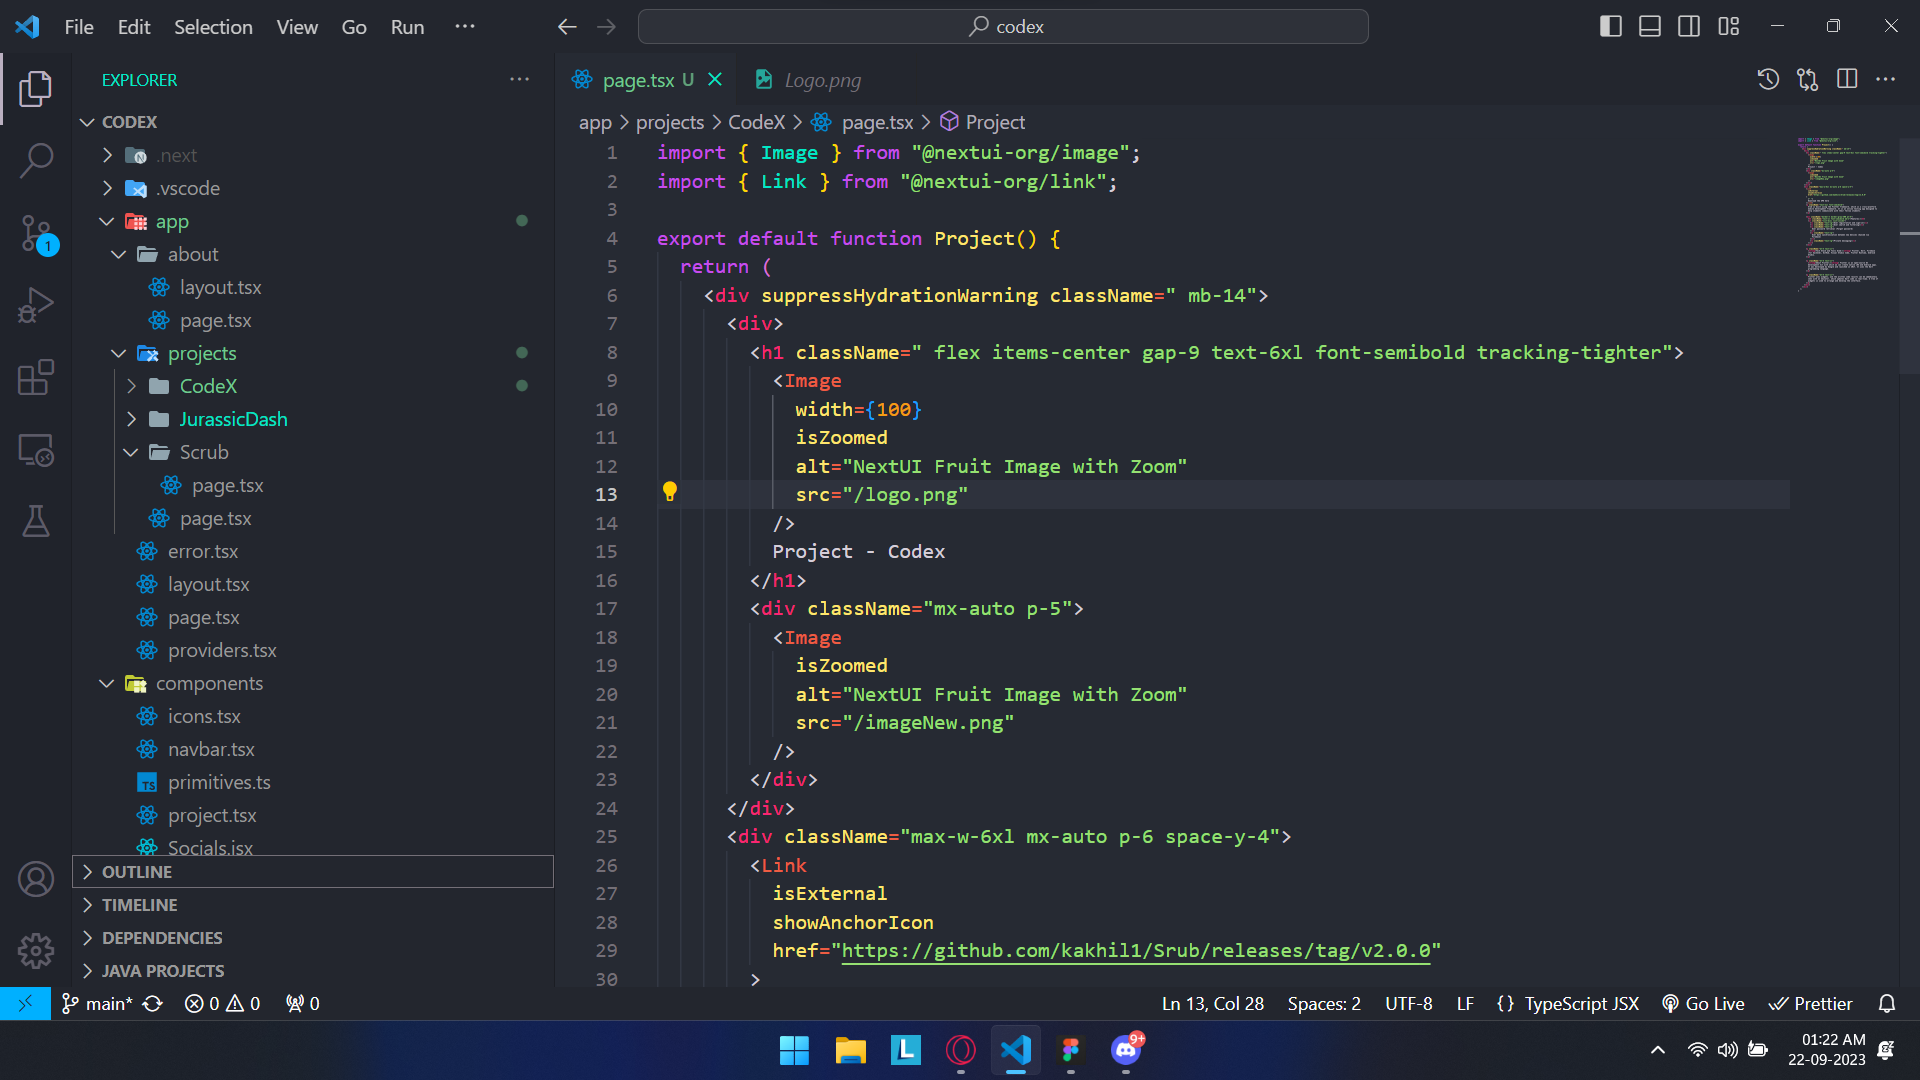 File Edit Selection View Go Run ···
codex
EXPLORER ···
CODEX
.next
.vscode
app
about
layout.tsx
page.tsx
projects
CodeX
JurassicDash
Scrub
page.tsx
page.tsx
error.tsx
layout.tsx
page.tsx
providers.tsx
components
icons.tsx
navbar.tsx
TS primitives.ts
project.tsx
Socials.jsx
OUTLINE
TIMELINE
DEPENDENCIES
JAVA PROJECTS
1
page.tsx U Logo.png
app > projects > CodeX > page.tsx > Project
1 import { Image } from "@nextui-org/image";
2 import { Link } from "@nextui-org/link";
3
4 export default function Project() {
5 return (
6 <div suppressHydrationWarning className=" mb-14">
7 <div>
8 <h1 className=" flex items-center gap-9 text-6xl font-semibold tracking-tighter">
9 <Image
10 width={100}
11 isZoomed
12 alt="NextUI Fruit Image with Zoom"
13 src="/logo.png"
14 />
15 Project - Codex
16 </h1>
17 <div className="mx-auto p-5">
18 <Image
19 isZoomed
20 alt="NextUI Fruit Image with Zoom"
21 src="/imageNew.png"
22 />
23 </div>
24 </div>
25 <div className="max-w-6xl mx-auto p-6 space-y-4">
26 <Link
27 isExternal
28 showAnchorIcon
29 href="https://github.com/kakhil1/Srub/releases/tag/v2.0.0"
30 >
main* 0 0 0
Ln 13, Col 28 Spaces: 2 UTF-8 LF {} TypeScript JSX Go Live Prettier
L 9+
01:22 AM
22-09-2023